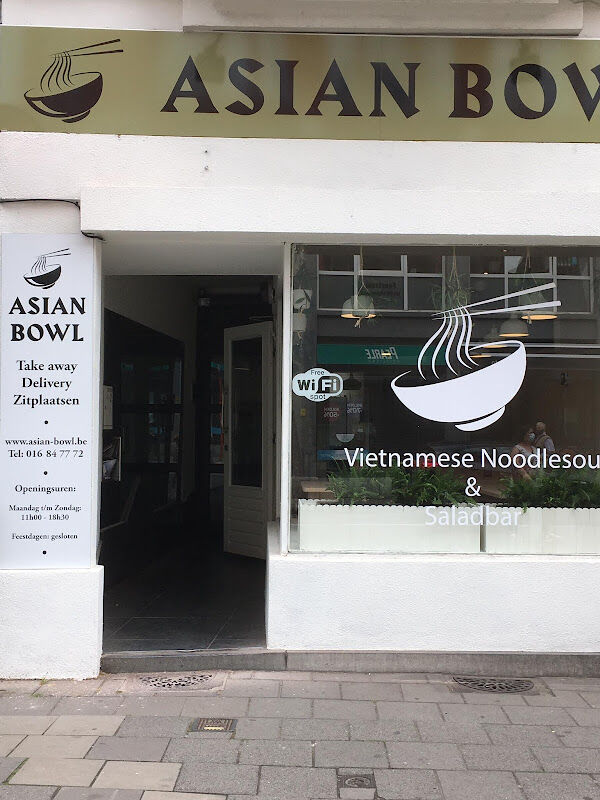 ASIAN BOW
ASIAN
BOWL
Take away
Delivery
Zitplaatsen
www.asian-bowl.be
Tel: 016 84 77 72
Openingsuren:
Maandag t/m Zondag:
11h00 - 18h30
Feestdagen: gesloten
Free
WiFi
spot
PEARLE
Vietnamese Noodlesou
&
Saladbar